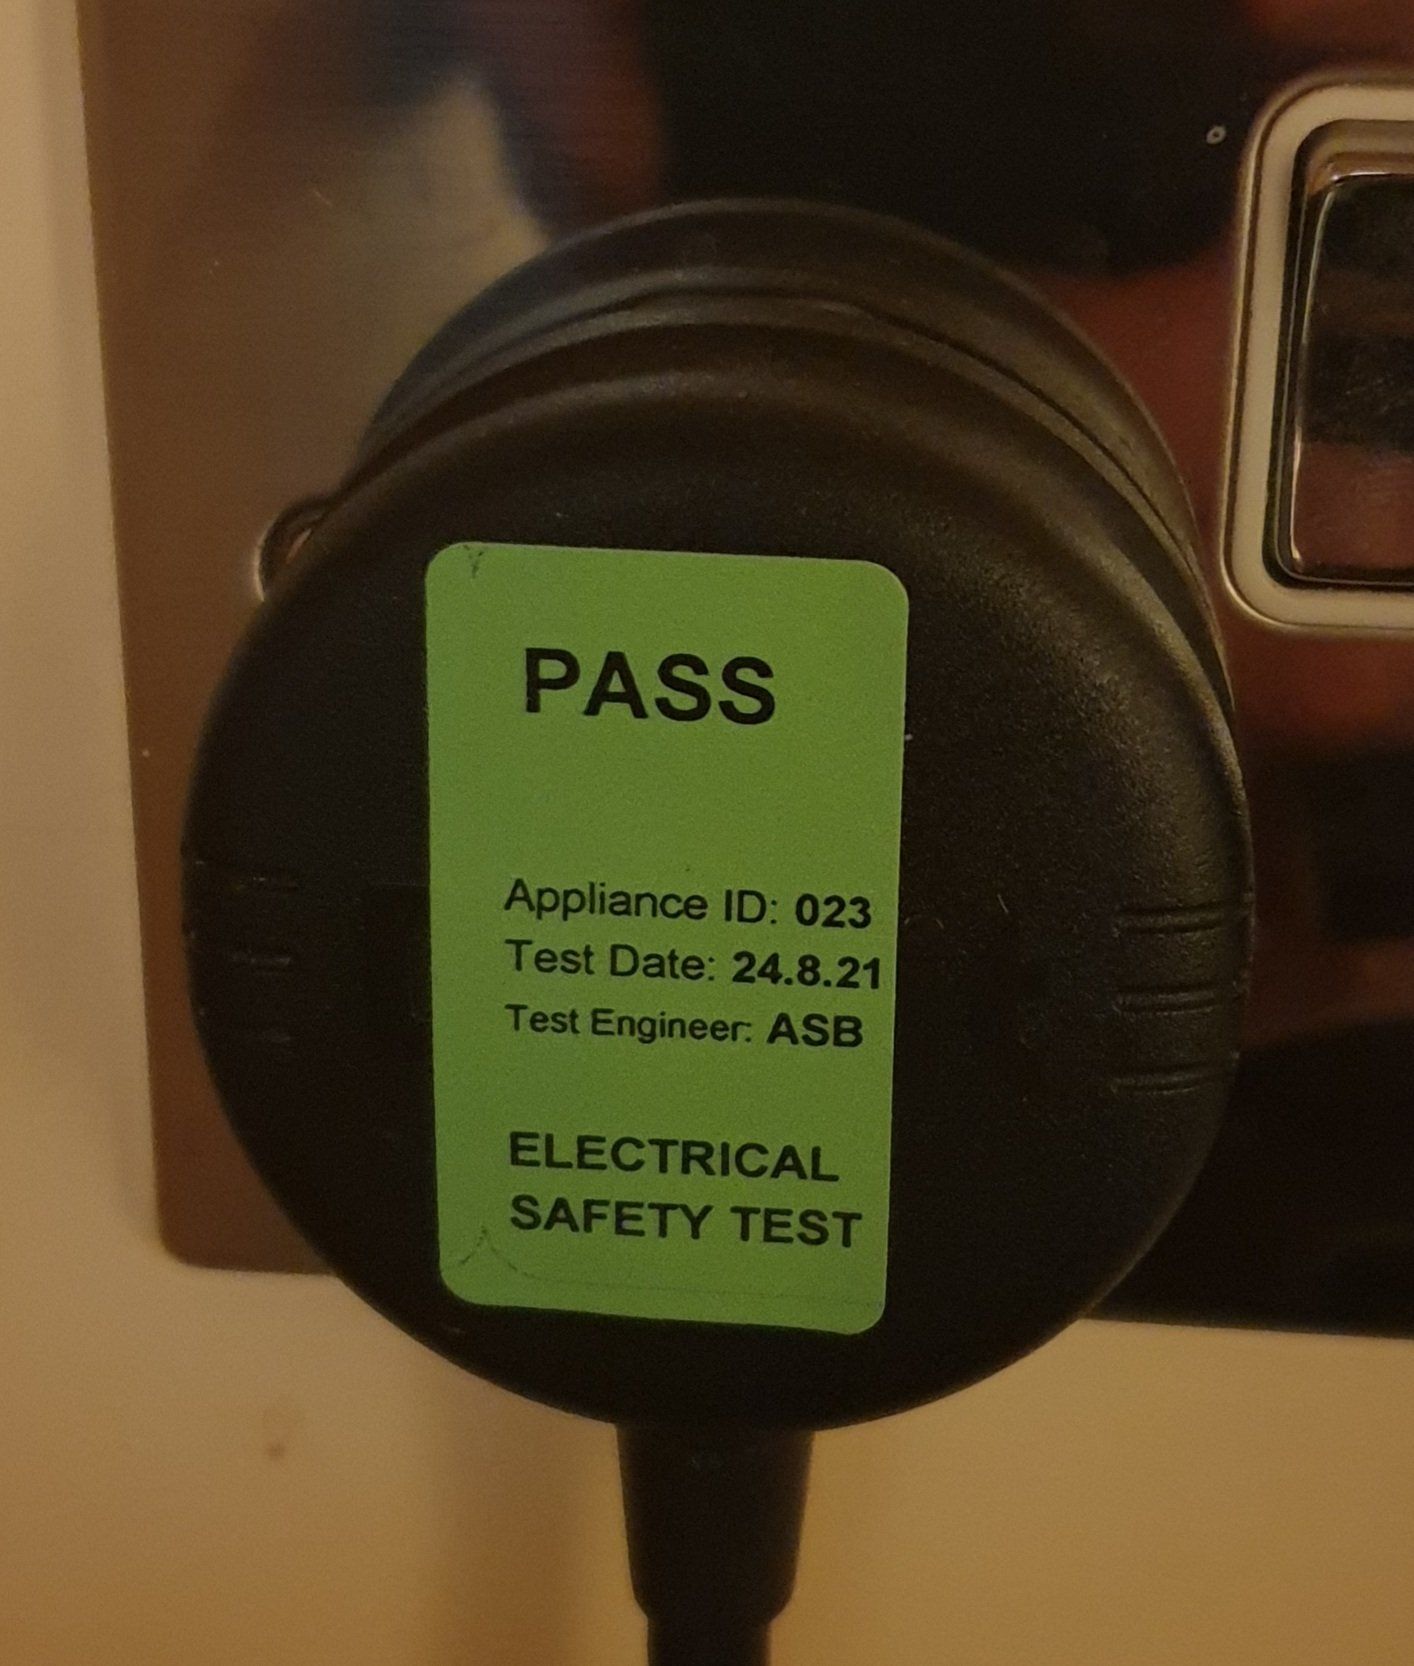 PASS
Appliance ID: 023
Test Date: 24.8.21
Test Engineer: ASB
ELECTRICAL
SAFETY TEST